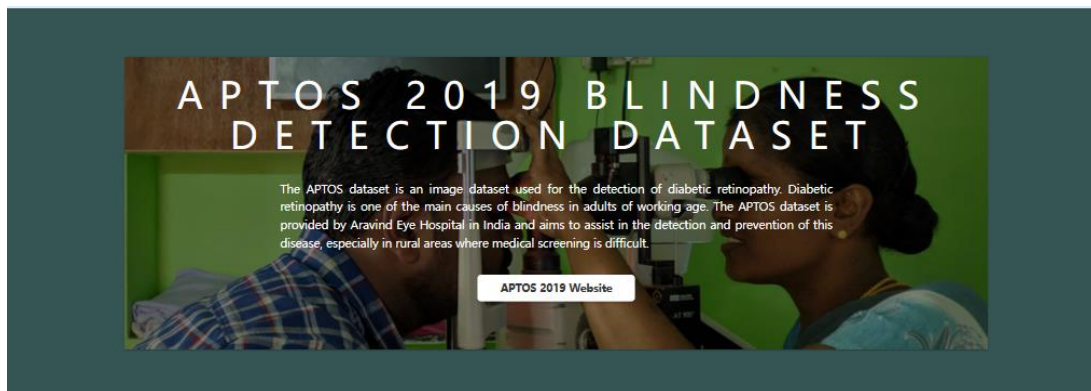 APTOS 2019 BLINDNESS
DETECTION DATASET
The APTOS dataset is an image dataset used for the detection of diabetic retinopathy. Diabetic
retinopathy is one of the main causes of blindness in adults of working age. The APTOS dataset is
provided by Aravind Eye Hospital in India and aims to assist in the detection and prevention of this
disease, especially in rural areas where medical screening is difficult.
APTOS 2019 Website